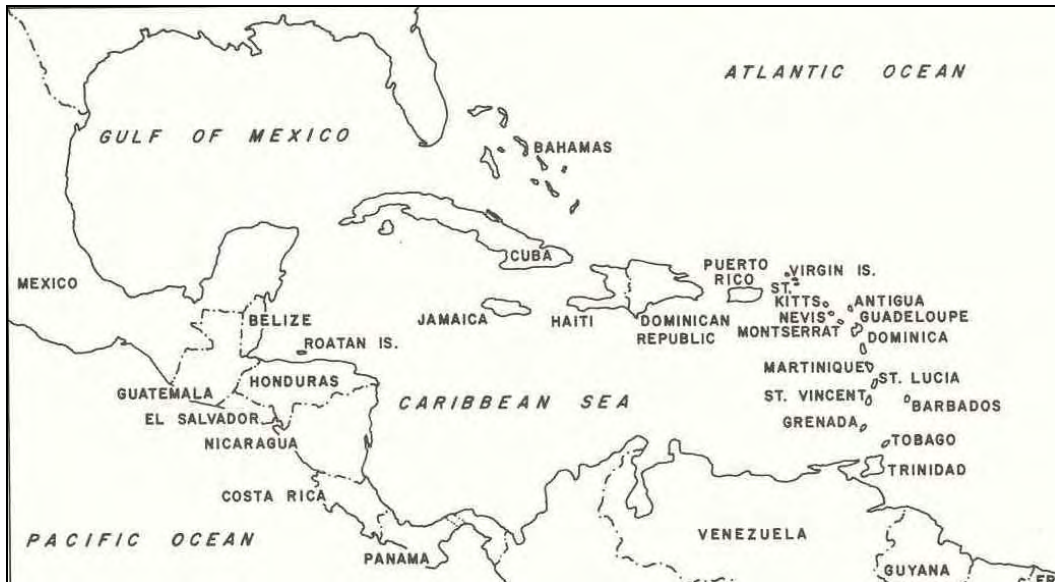 ATLANTIC OCEAN
GULF OF MEXICO
BAHAMAS
CUBA
MEXICO
PUERTO
RICO
VIRGIN IS.
ST.
KITTS
NEVIS
MONTSERRAT
ANTIGUA
GUADELOUPE
DOMINICA
BELIZE
JAMAICA
HAITI
DOMINICAN
REPUBLIC
ROATAN IS.
MARTINIQUE
ST. LUCIA
GUATEMALA
HONDURAS
CARIBBEAN SEA
ST. VINCENT
BARBADOS
EL SALVADOR
GRENADA
NICARAGUA
TOBAGO
TRINIDAD
COSTA RICA
VENEZUELA
PACIFIC OCEAN
PANAMA
GUYANA